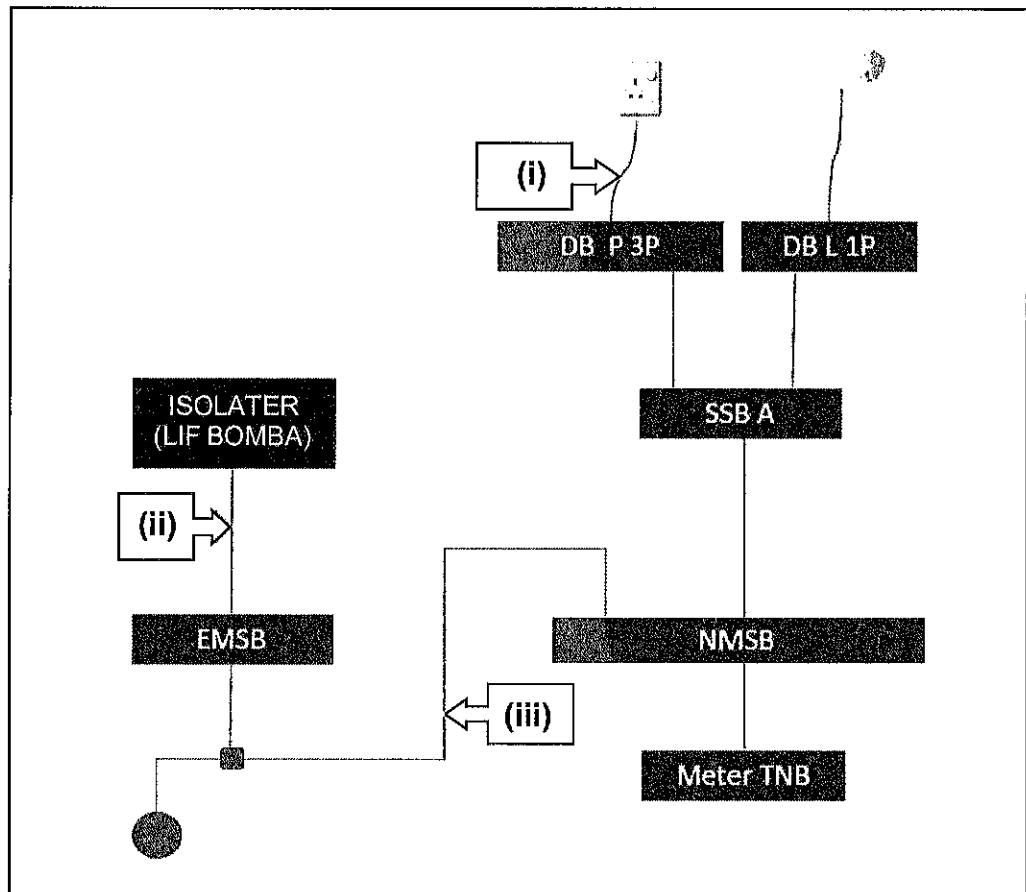 (i)
DB P 3P
DB L 1P
ISOLATER
(LIF BOMBA)
SSB A
(ii)
EMSB
NMSB
(iii)
Meter TNB